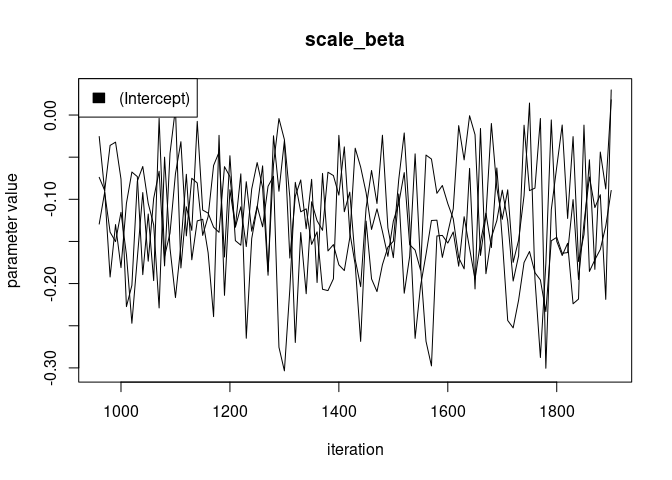 scale_beta
(Intercept)
0.00
-0.10
-0.20
-0.30
parameter value
1000 1200 1400 1600 1800
iteration